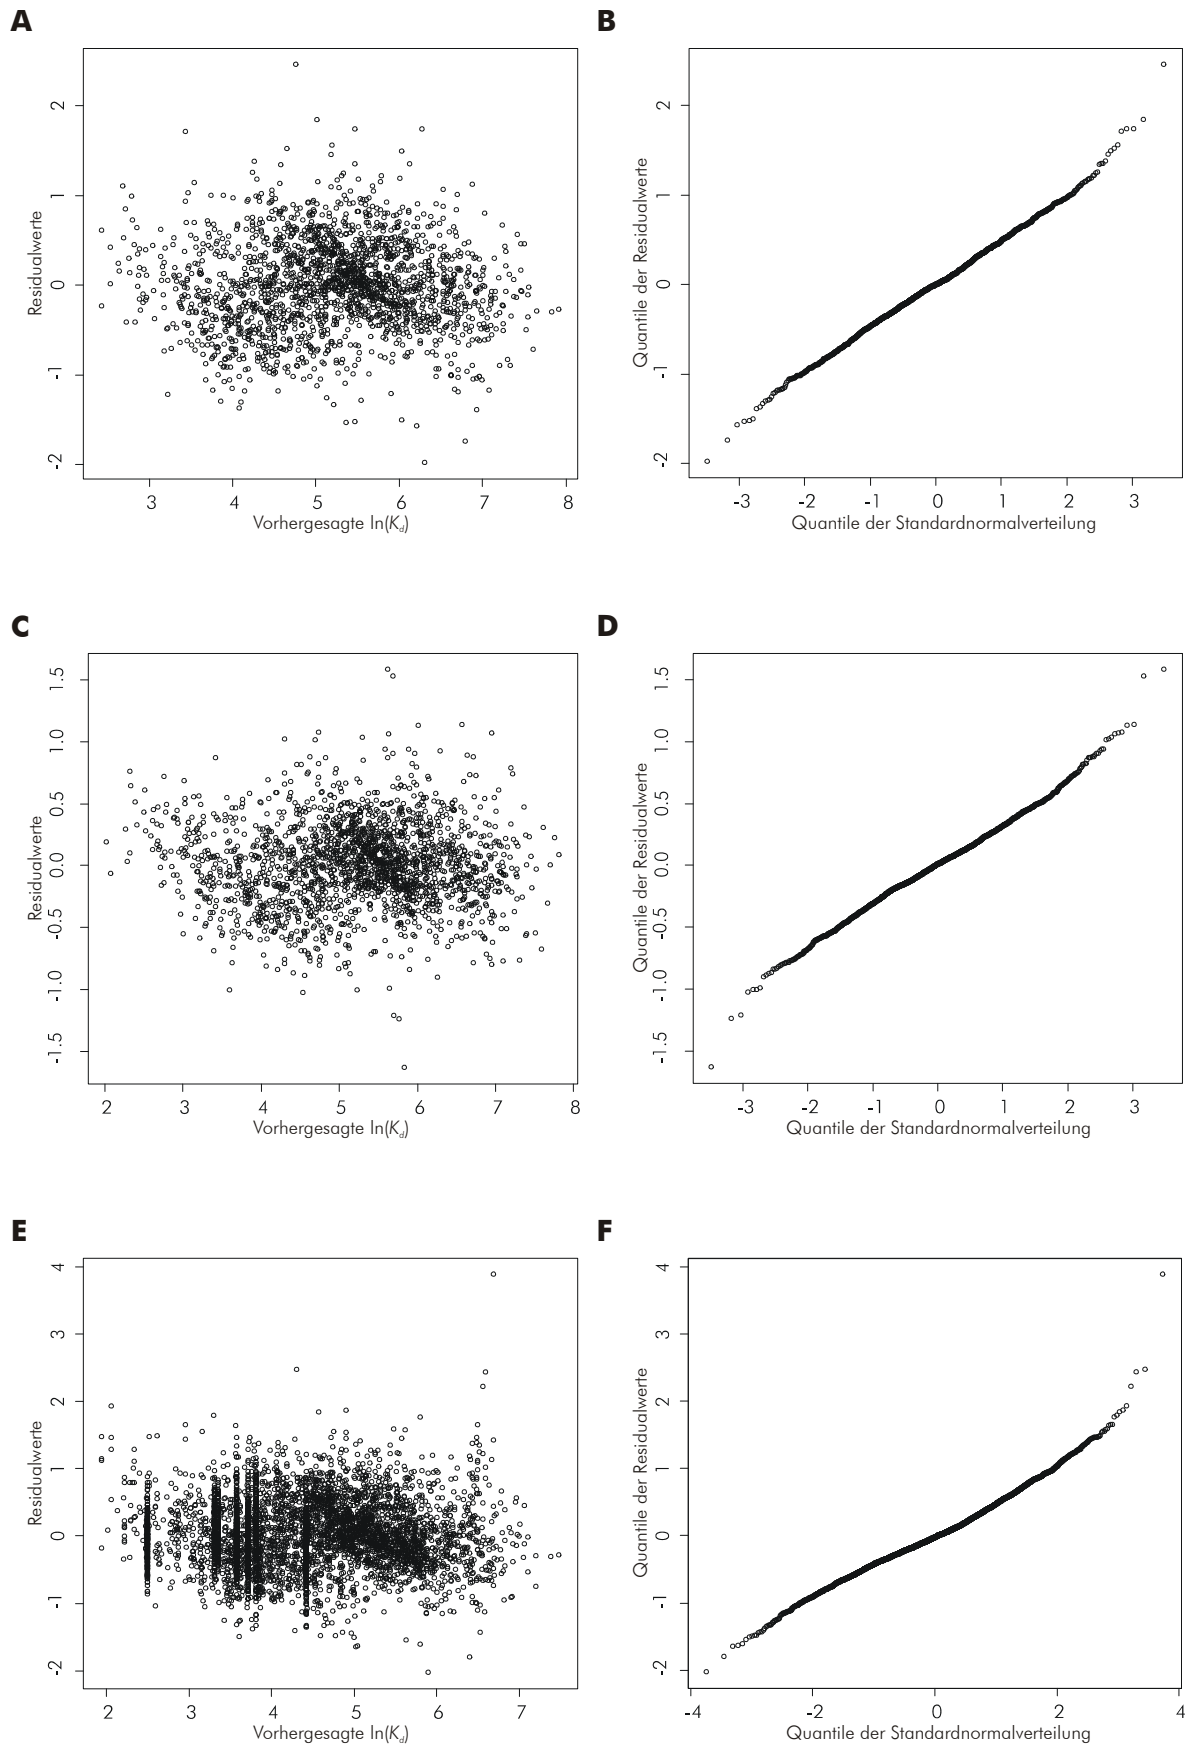 A
B
2
1
0
-1
-2
Residualwerte
3 4 5 6 7 8
Vorhergesagte ln(Kd)
2
1
0
-1
-2
Quantile der Residualwerte
-3 -2 -1 0 1 2 3
Quantile der Standardnormalverteilung
C
D
1.5
1.0
0.5
0.0
-0.5
-1.0
-1.5
Residualwerte
2 3 4 5 6 7 8
Vorhergesagte ln(Kd)
1.5
1.0
0.5
0.0
-0.5
-1.0
-1.5
Quantile der Residualwerte
-3 -2 -1 0 1 2 3
Quantile der Standardnormalverteilung
E
F
4
3
2
1
0
-1
-2
Residualwerte
2 3 4 5 6 7
Vorhergesagte ln(Kd)
4
3
2
1
0
-1
-2
Quantile der Residualwerte
-4 -2 0 2 4
Quantile der Standardnormalverteilung